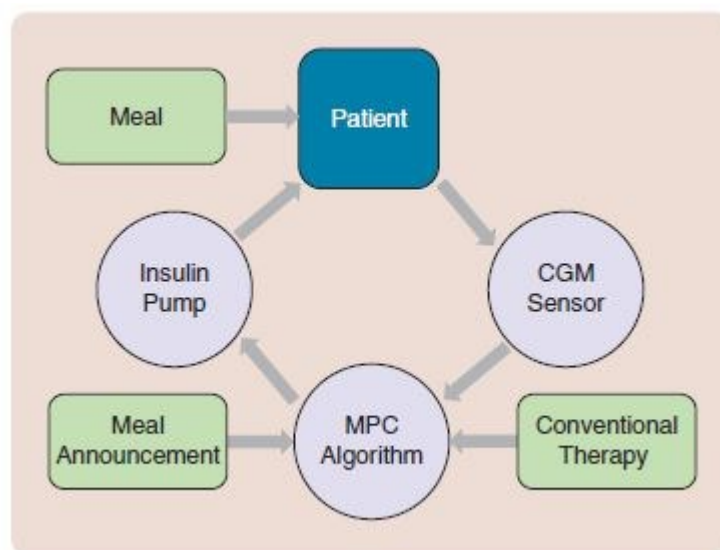 Meal
Patient
Insulin
Pump
CGM
Sensor
Meal
Announcement
MPC
Algorithm
Conventional
Therapy